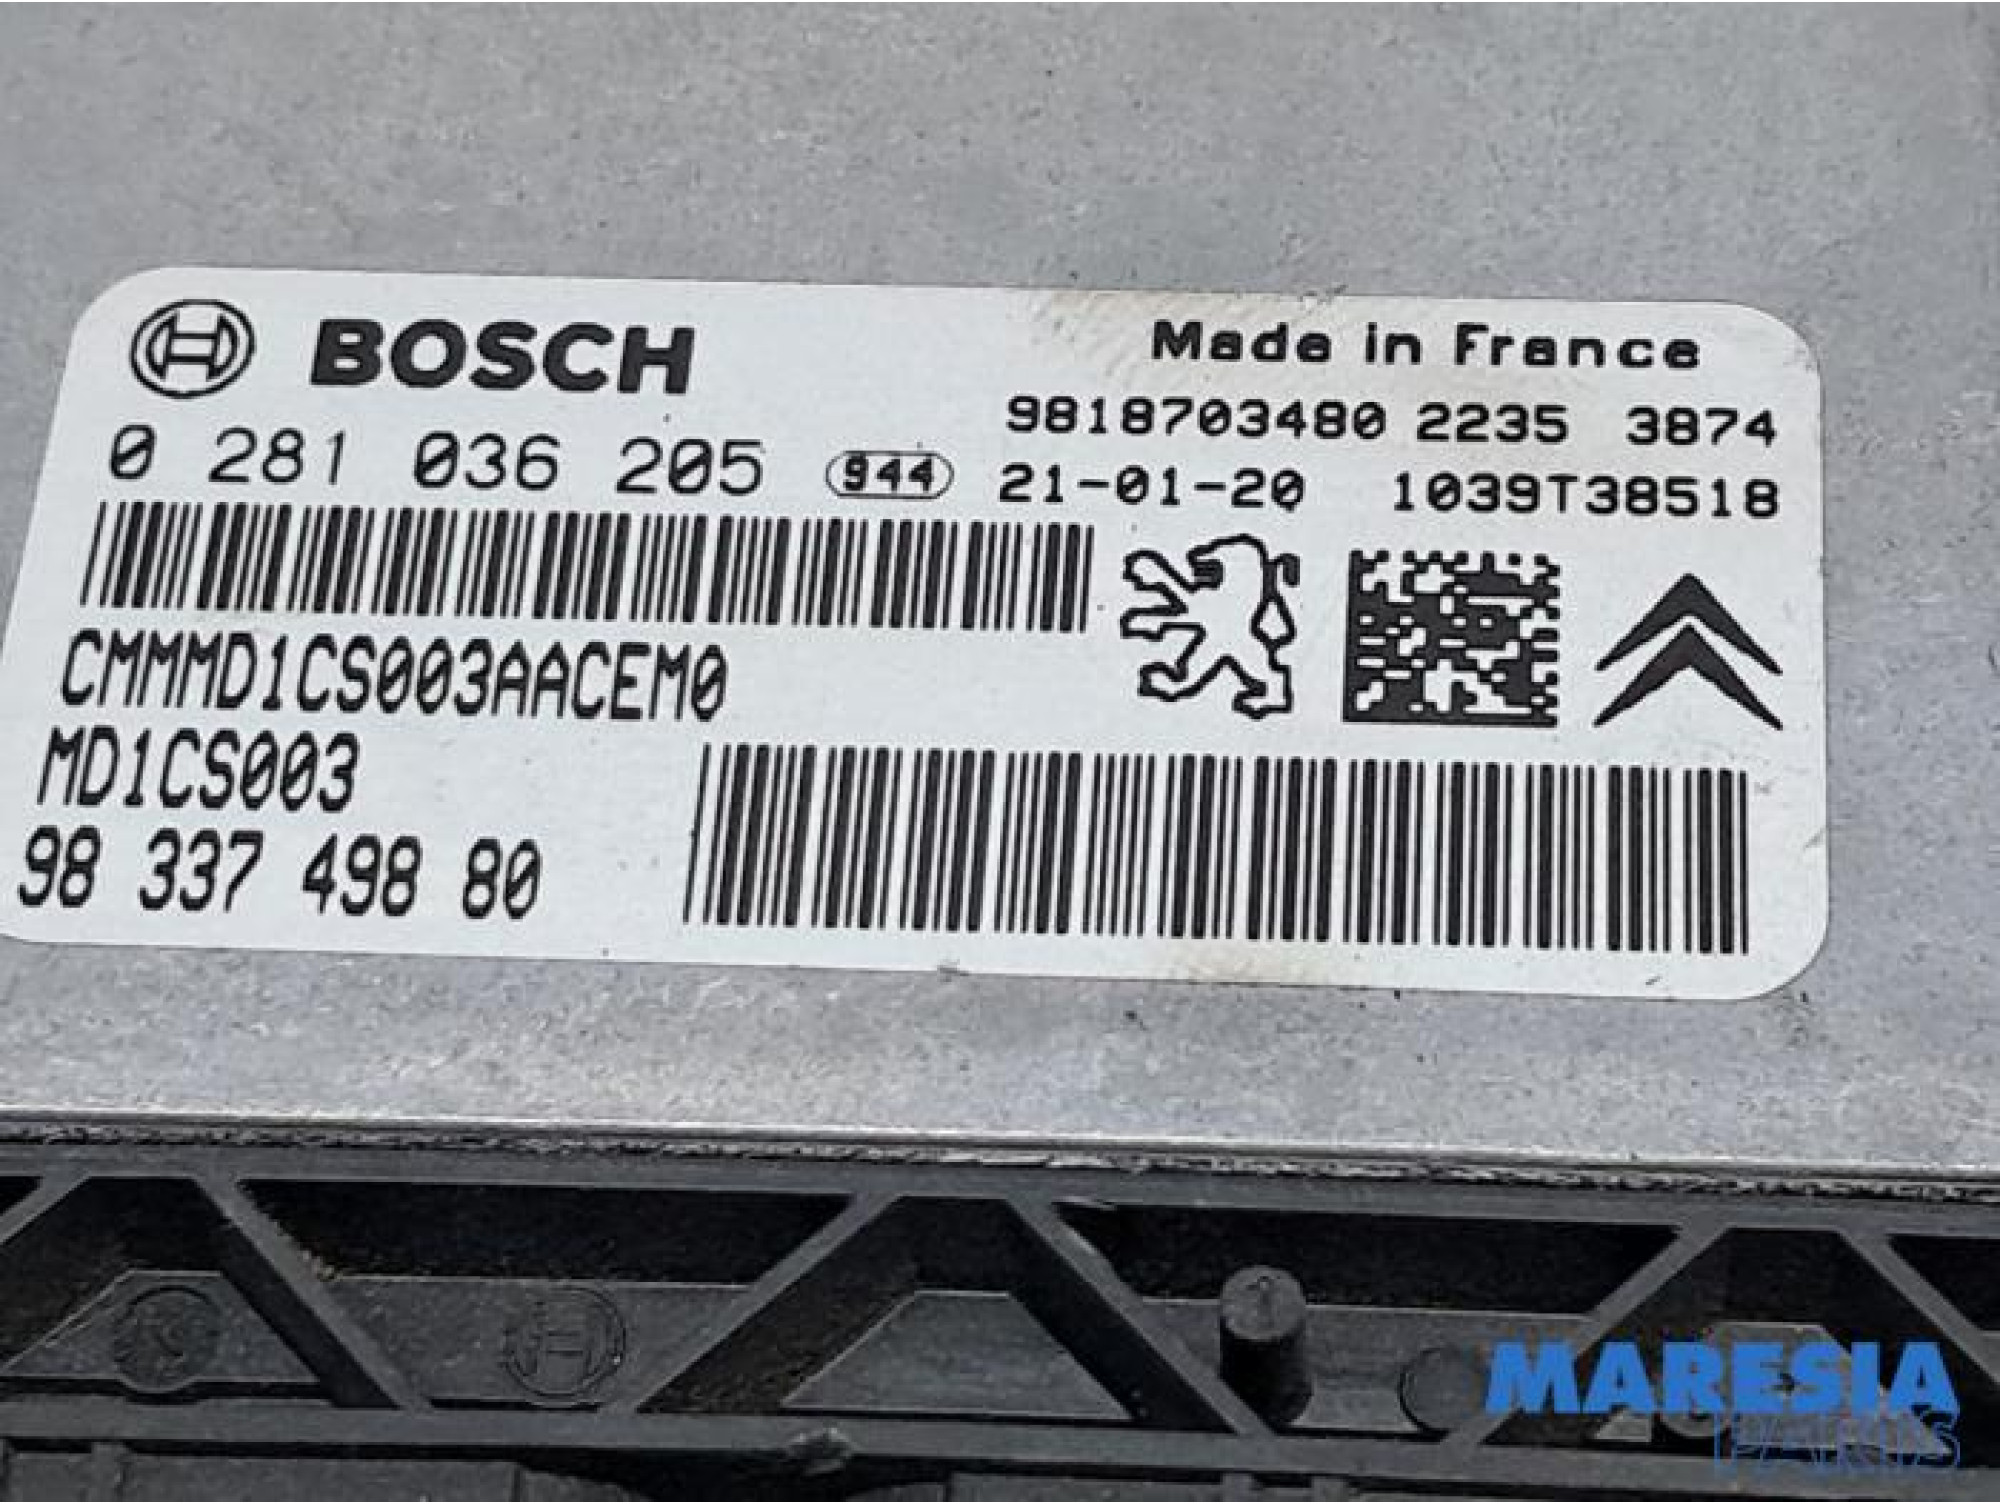 BOSCH
Made in France
0 281 036 205 944
9818703480 2235 3874
21-01-20 1039T38518
CMMMD1CS003AACEM0
MD1CS003
98 337 498 80
MARESIA
PARTS